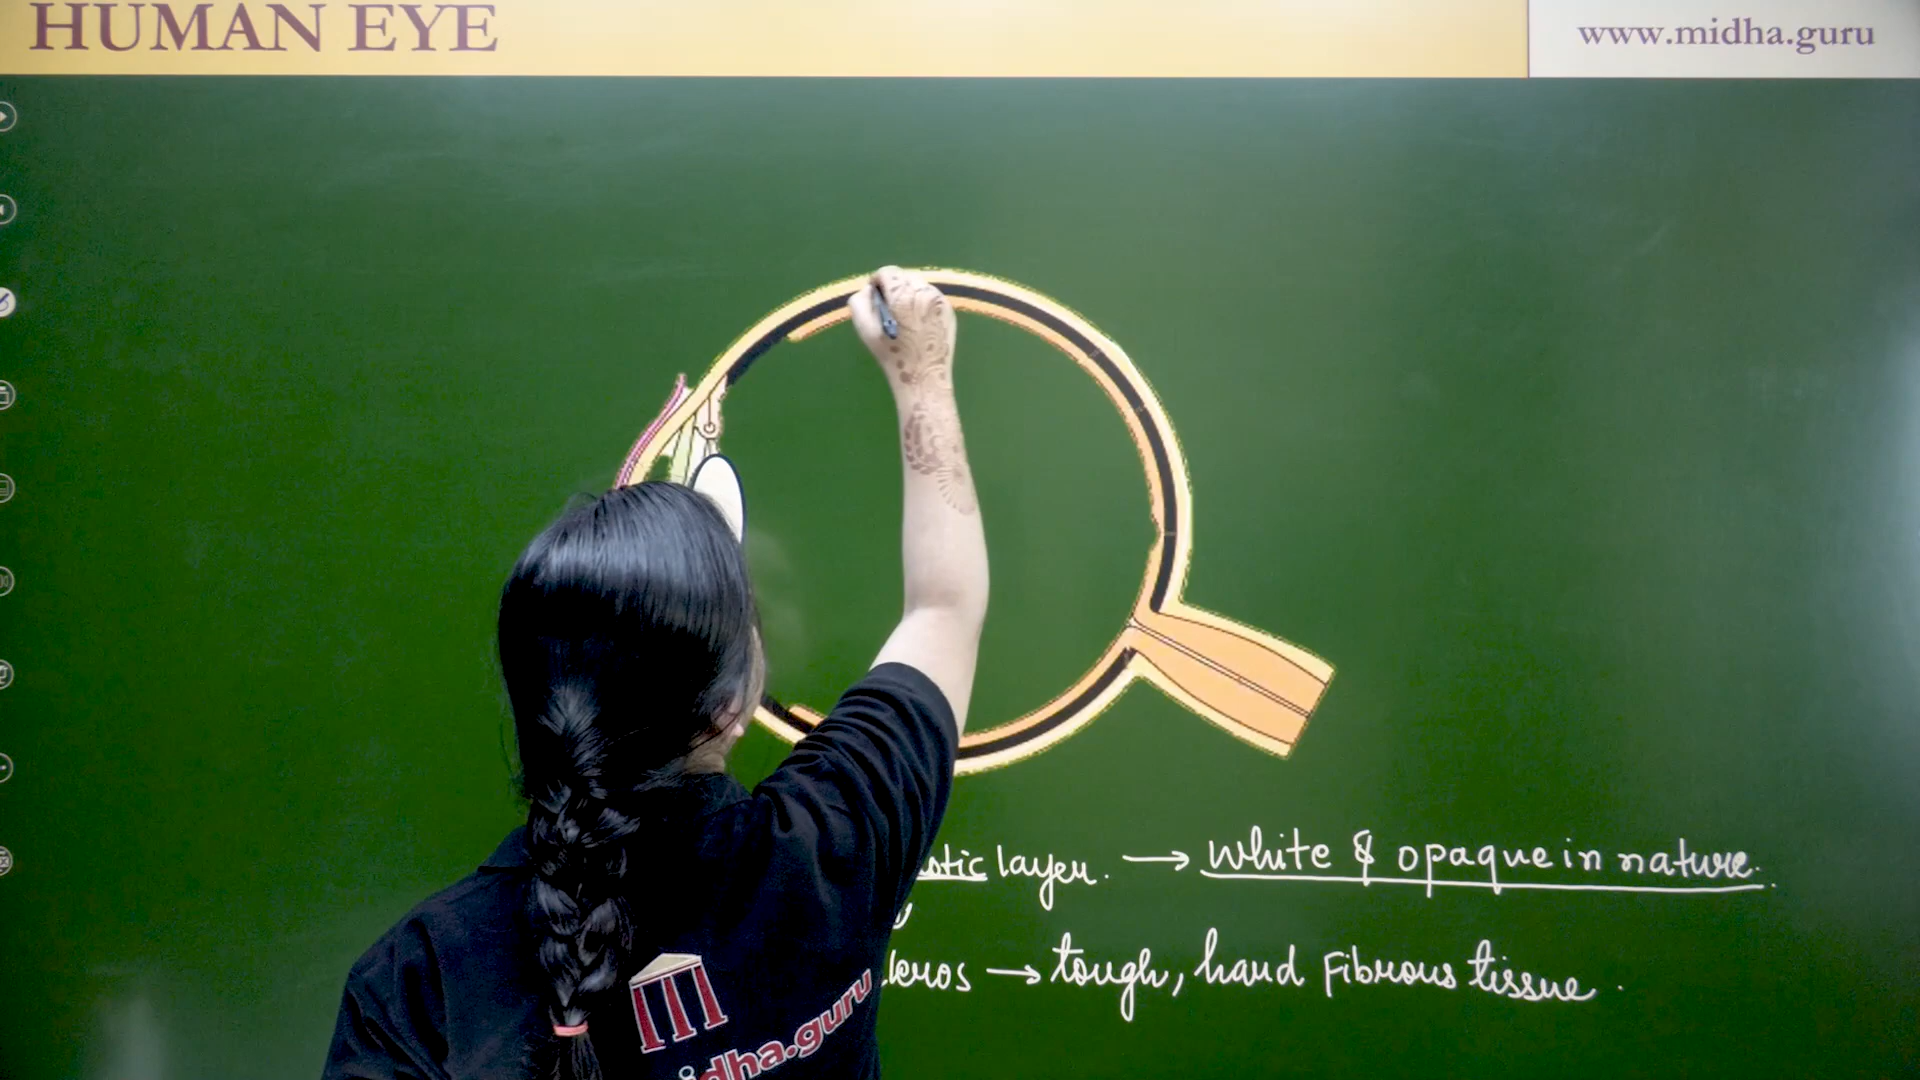 HUMAN EYE
www.midha.guru
layer. → white & opaque in nature.
→ tough, hard Fibrous tissue.
midha.guru